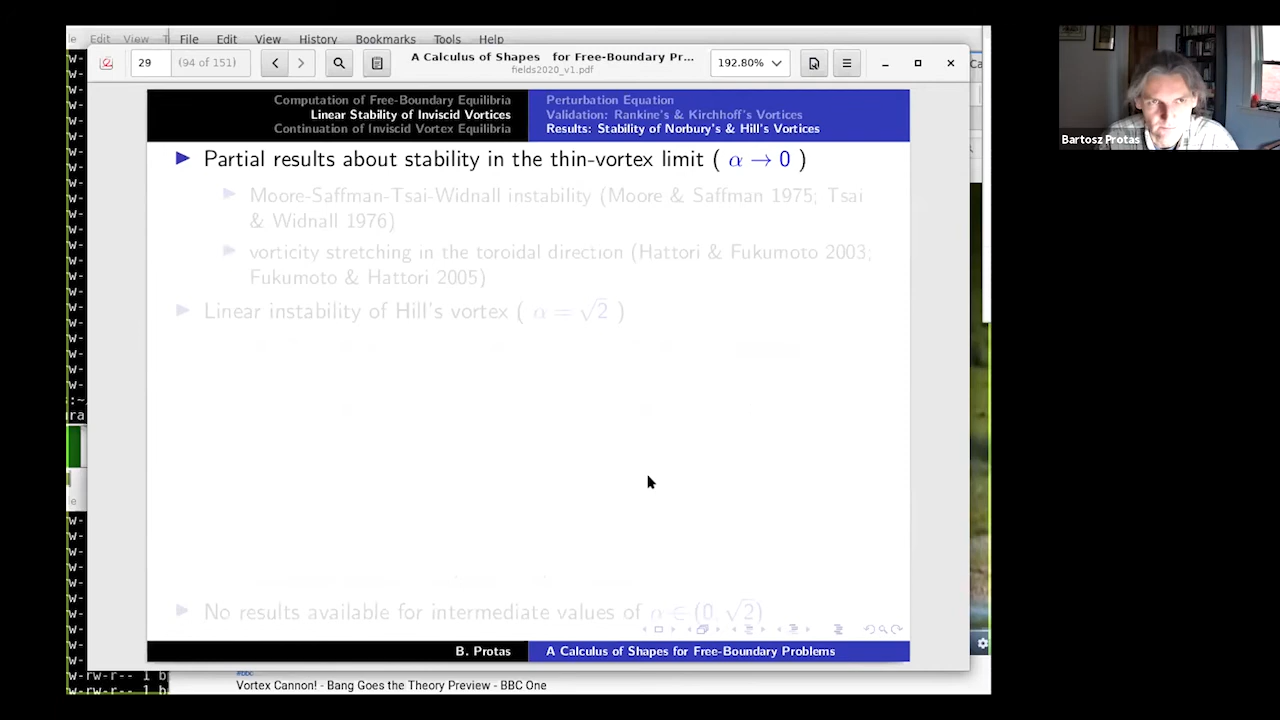 le Edit View T File Edit View History Bookmarks Tools Help
29 (94 of 151) A Calculus of Shapes for Free-Boundary Pr... 192.80%
fields2020_v1.pdf
Computation of Free-Boundary Equilibria
Linear Stability of Inviscid Vortices
Continuation of Inviscid Vortex Equilibria
Perturbation Equation
Validation: Rankine's & Kirchhoff's Vortices
Results: Stability of Norbury's & Hill's Vortices
Bartosz Protas
Partial results about stability in the thin-vortex limit ( α → 0 )
Moore-Saffman-Tsai-Widnall instability (Moore & Saffman 1975; Tsai
& Widnall 1976)
vorticity stretching in the toroidal direction (Hattori & Fukumoto 2003;
Fukumoto & Hattori 2005)
Linear instability of Hill's vortex ( α = √2 )
No results available for intermediate values of α ∈ (0, √2)
B. Protas A Calculus of Shapes for Free-Boundary Problems
w-rw-r-- 1 b
Vortex Cannon! - Bang Goes the Theory Preview - BBC One